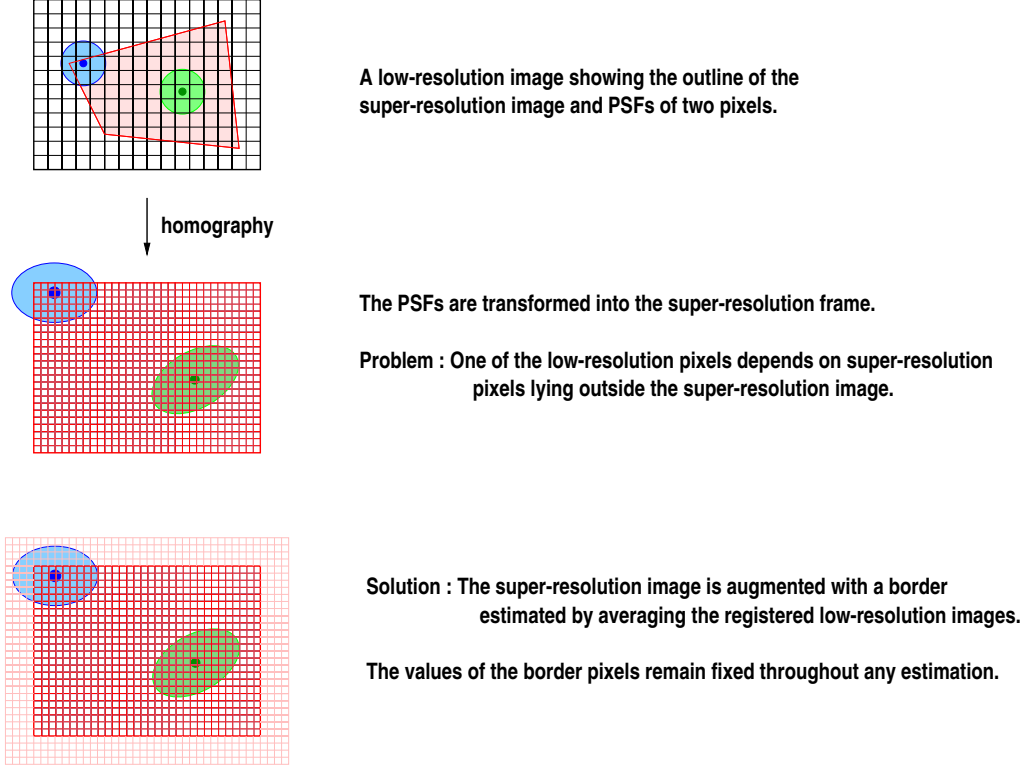 A low-resolution image showing the outline of the
super-resolution image and PSFs of two pixels.
homography
The PSFs are transformed into the super-resolution frame.
Problem : One of the low-resolution pixels depends on super-resolution
pixels lying outside the super-resolution image.
Solution : The super-resolution image is augmented with a border
estimated by averaging the registered low-resolution images.
The values of the border pixels remain fixed throughout any estimation.